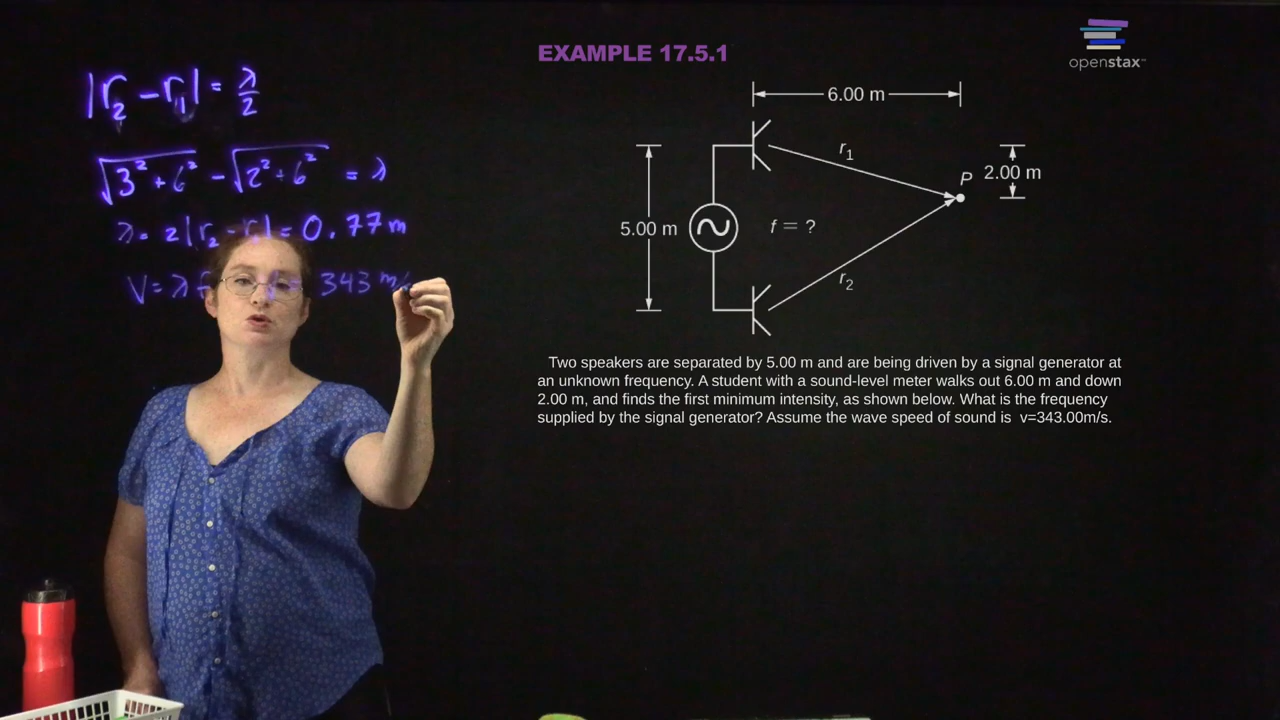 EXAMPLE 17.5.1
openstax™
|r₂ - r₁| = λ/2
√3² + 6² - √2² + 6² = λ
λ = 2|r₂ - r₁| = 0.77 m
V = λ f 343 m/s
6.00 m
r₁
P
2.00 m
5.00 m
f = ?
r₂
Two speakers are separated by 5.00 m and are being driven by a signal generator at
an unknown frequency. A student with a sound-level meter walks out 6.00 m and down
2.00 m, and finds the first minimum intensity, as shown below. What is the frequency
supplied by the signal generator? Assume the wave speed of sound is v=343.00m/s.